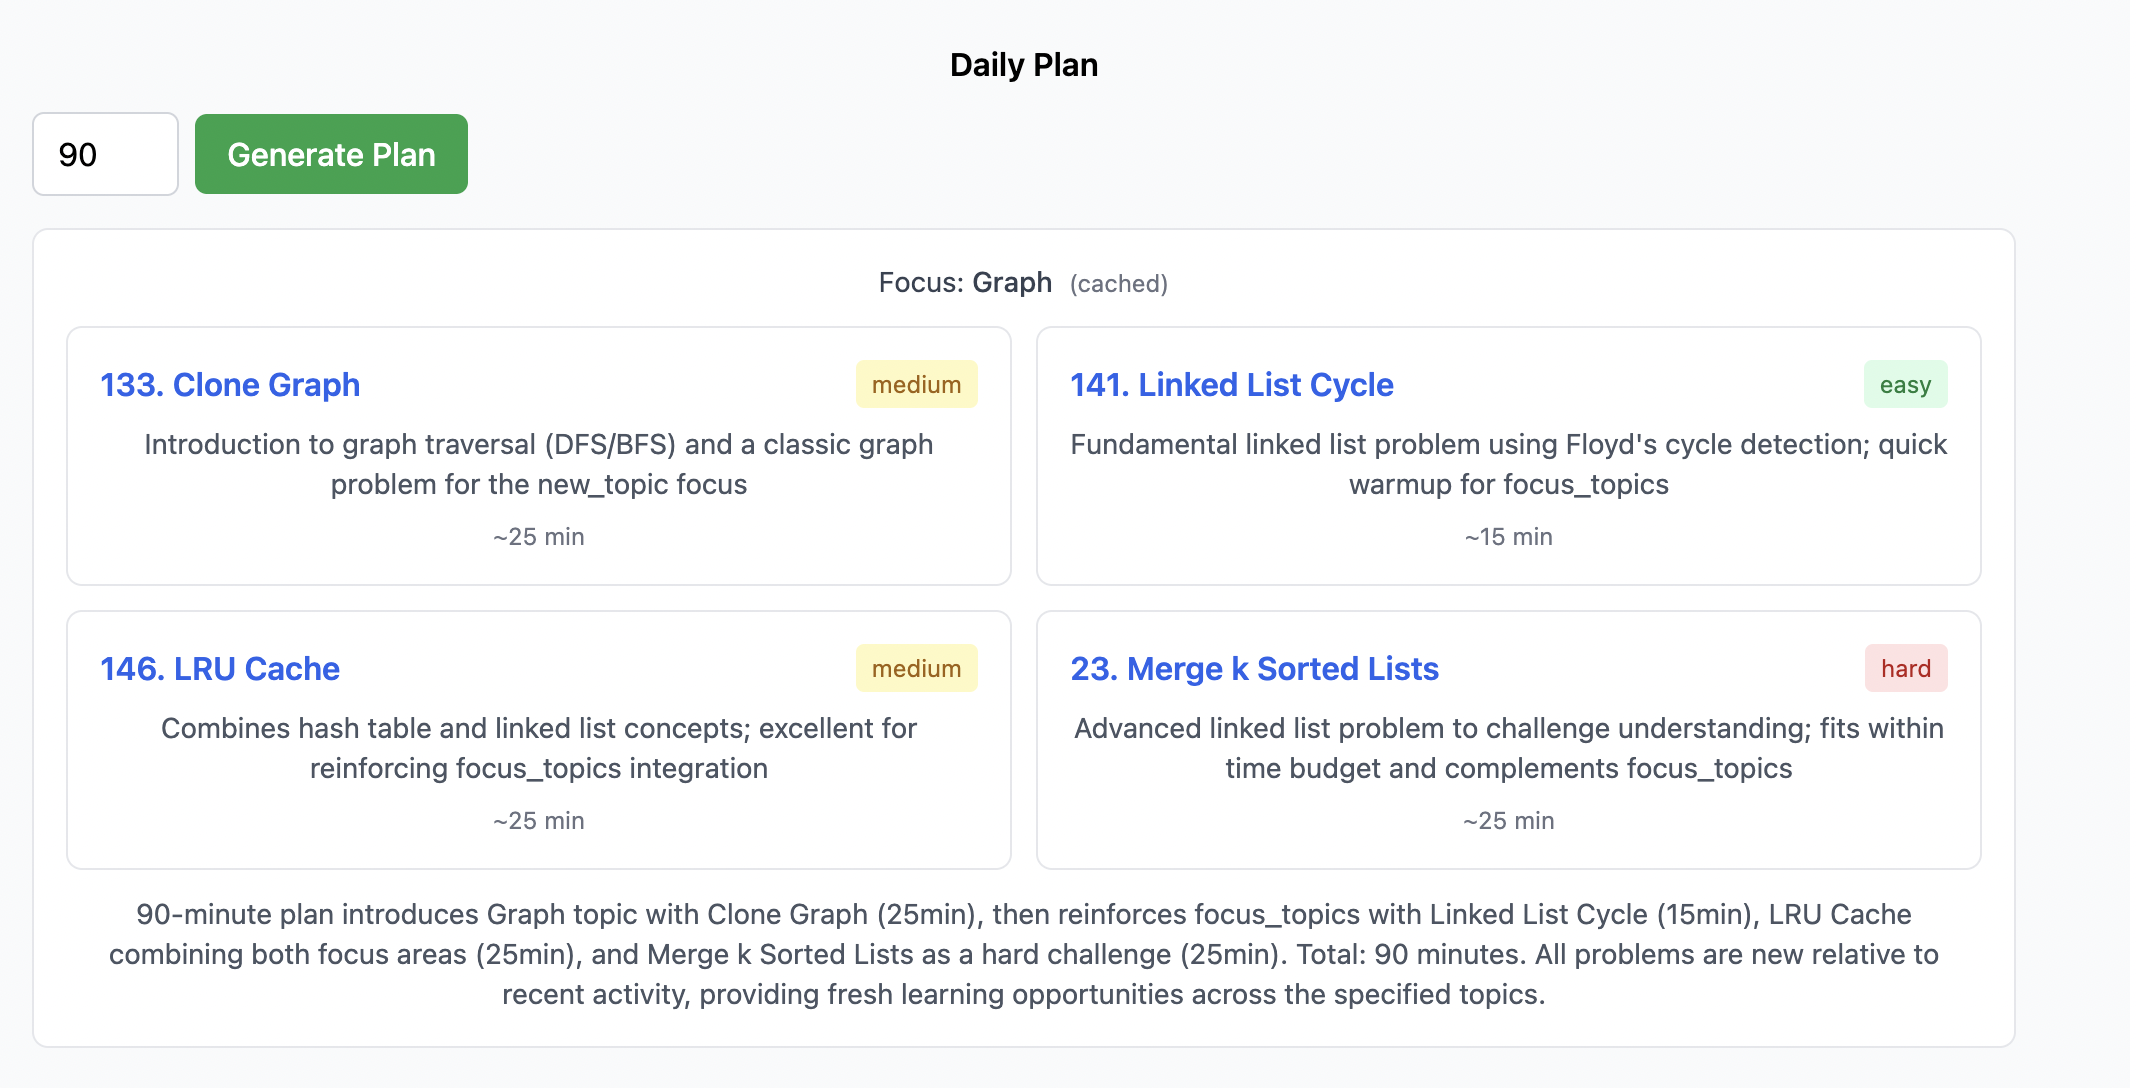 Daily Plan
90
Generate Plan
Focus: Graph (cached)
133. Clone Graph
medium
Introduction to graph traversal (DFS/BFS) and a classic graph
problem for the new_topic focus
~25 min
141. Linked List Cycle
easy
Fundamental linked list problem using Floyd's cycle detection; quick
warmup for focus_topics
~15 min
146. LRU Cache
medium
Combines hash table and linked list concepts; excellent for
reinforcing focus_topics integration
~25 min
23. Merge k Sorted Lists
hard
Advanced linked list problem to challenge understanding; fits within
time budget and complements focus_topics
~25 min
90-minute plan introduces Graph topic with Clone Graph (25min), then reinforces focus_topics with Linked List Cycle (15min), LRU Cache
combining both focus areas (25min), and Merge k Sorted Lists as a hard challenge (25min). Total: 90 minutes. All problems are new relative to
recent activity, providing fresh learning opportunities across the specified topics.